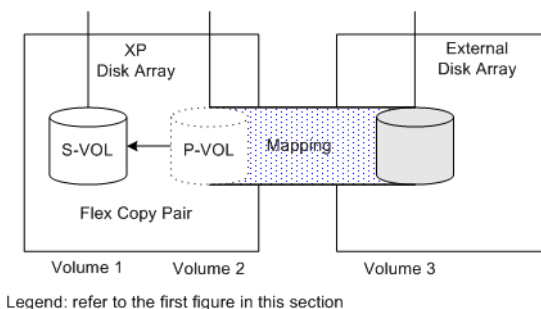 XP
Disk Array
External
Disk Array
S-VOL
P-VOL
Mapping
Flex Copy Pair
Volume 1
Volume 2
Volume 3
Legend: refer to the first figure in this section